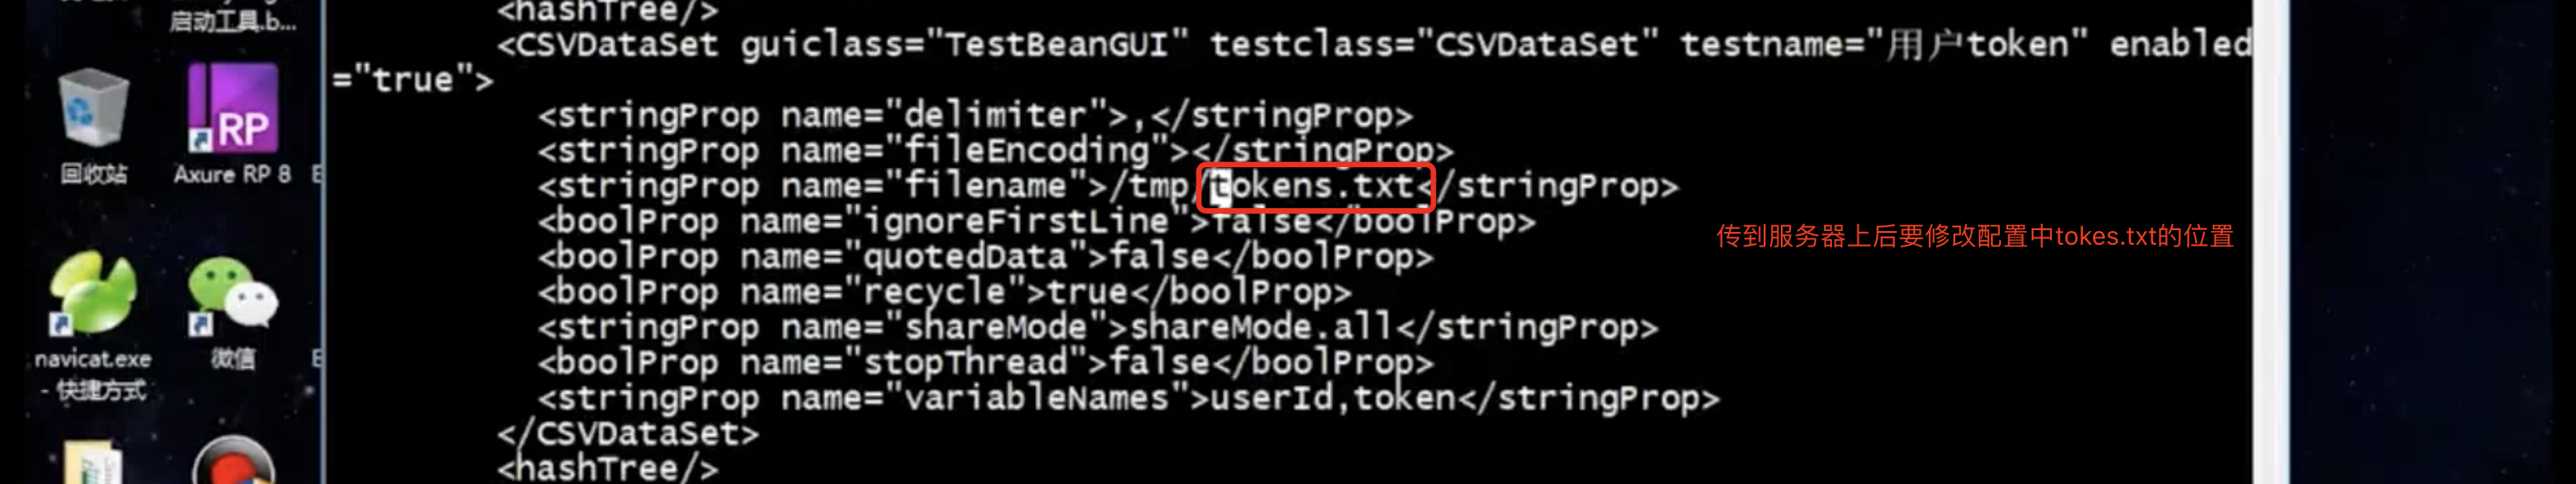 启动工具.b...
回收站
Axure RP 8
RP
navicat.exe
- 快捷方式
微信
<hashTree/>
<CSVDataSet guiclass="TestBeanGUI" testclass="CSVDataSet" testname="用户token" enabled
="true">
<stringProp name="delimiter">,</stringProp>
<stringProp name="fileEncoding"></stringProp>
<stringProp name="filename">/tmp/tokens.txt</stringProp>
<boolProp name="ignoreFirstLine">false</boolProp>
<boolProp name="quotedData">false</boolProp>
<boolProp name="recycle">true</boolProp>
<stringProp name="shareMode">shareMode.all</stringProp>
<boolProp name="stopThread">false</boolProp>
<stringProp name="variableNames">userId,token</stringProp>
</CSVDataSet>
<hashTree/>
传到服务器上后要修改配置中tokes.txt的位置